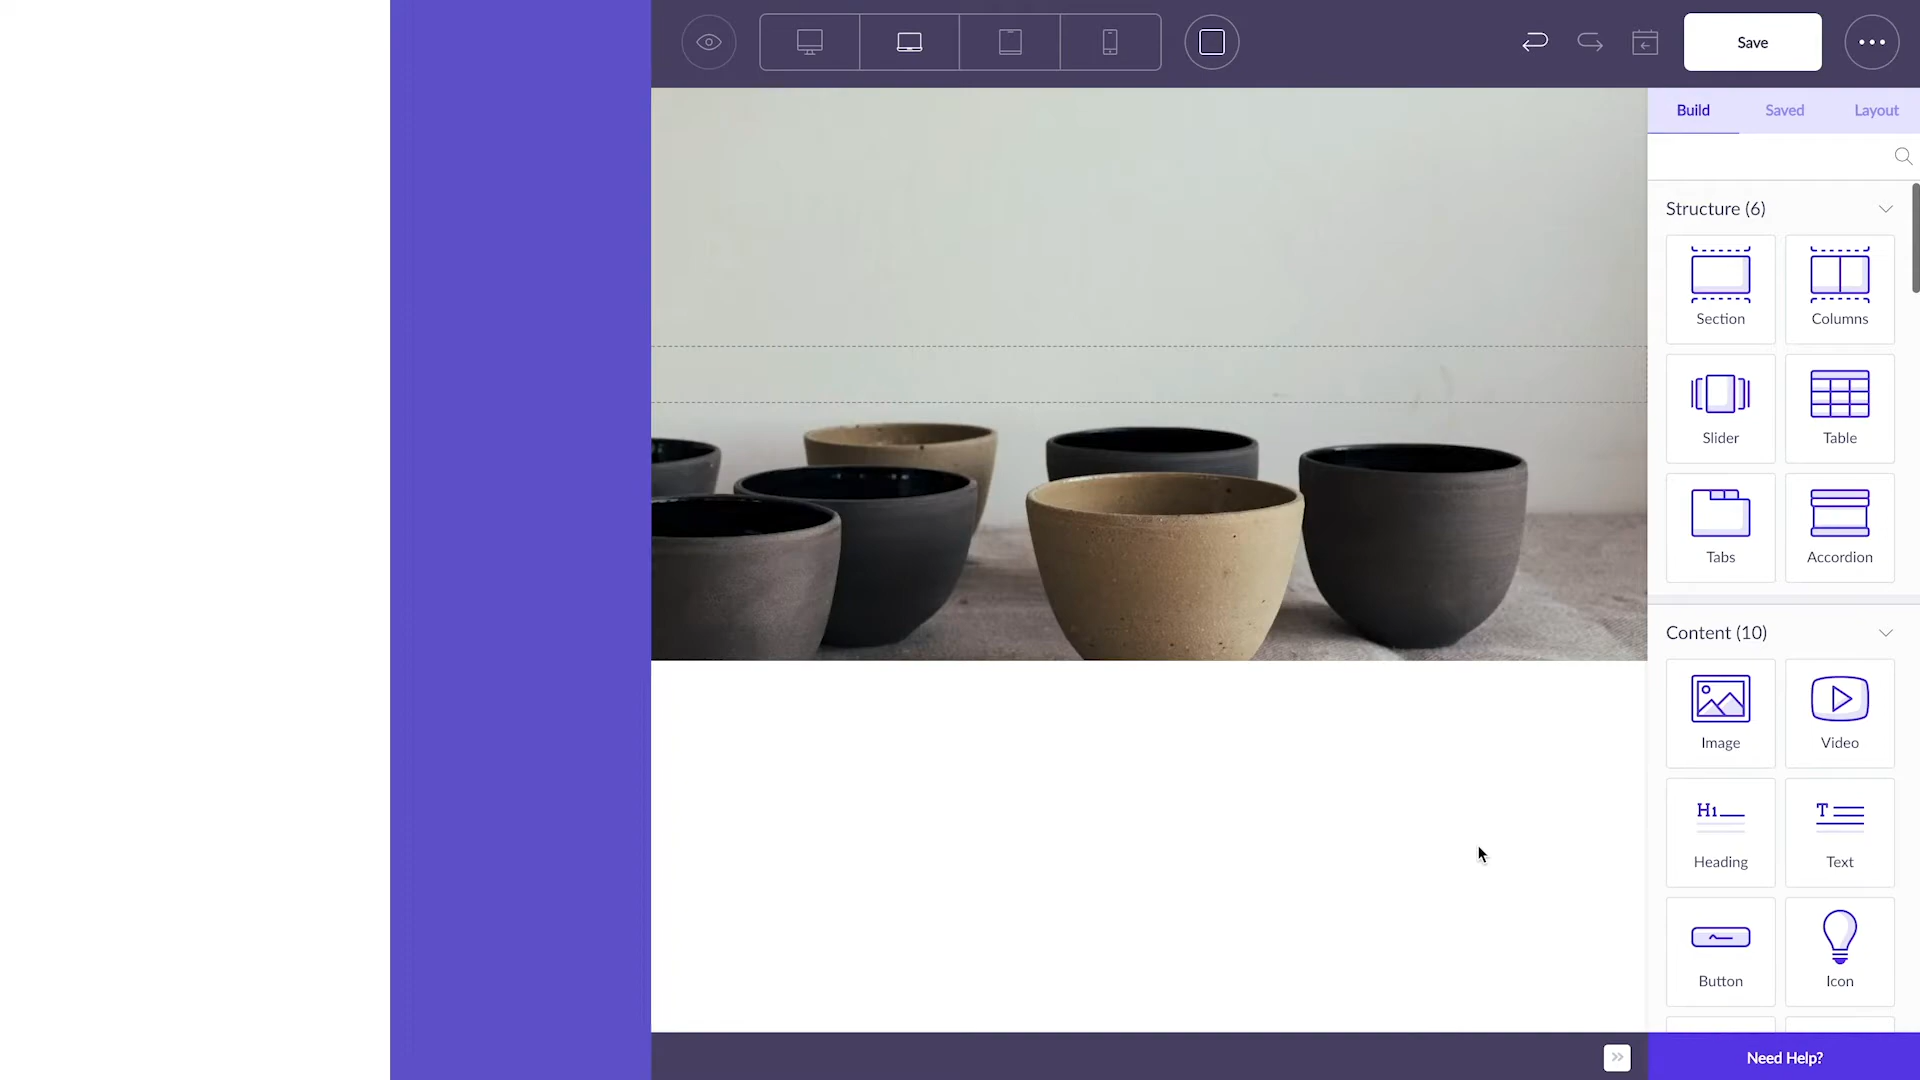 Save
Build Saved Layout
Structure (6)
Section Columns
Slider Table
Tabs Accordion
Content (10)
Image Video
H1 T
Heading Text
Button Icon
Need Help?